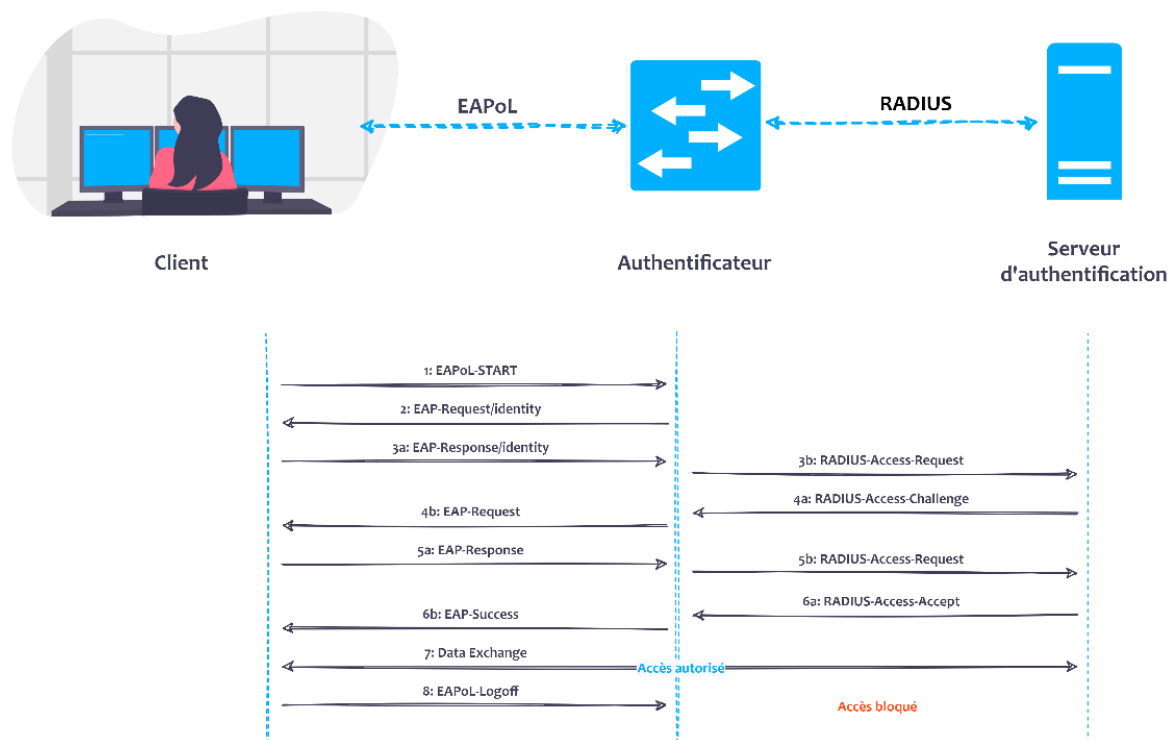 EAPoL
RADIUS
Client
Authentificateur
Serveur
d'authentification
1: EAPoL-START
2: EAP-Request/identity
3a: EAP-Response/identity
3b: RADIUS-Access-Request
4a: RADIUS-Access-Challenge
4b: EAP-Request
5a: EAP-Response
5b: RADIUS-Access-Request
6a: RADIUS-Access-Accept
6b: EAP-Success
7: Data Exchange
Accès autorisé
8: EAPoL-Logoff
Accès bloqué